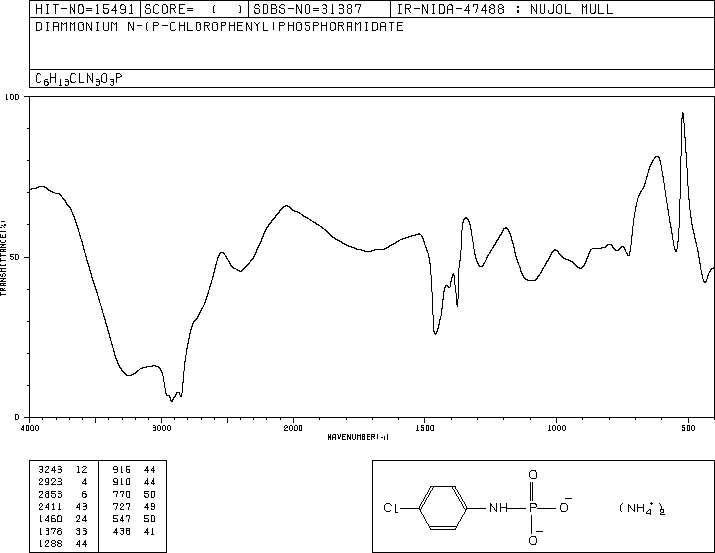 HIT-NO=15491 SCORE= ( ) SDBS-NO=31387 IR-NIDA-47488 : NUJOL MULL
DIAMMONIUM N-(P-CHLOROPHENYL)PHOSPHORAMIDATE
C6H13CLN3O3P
100
TRANSMITTANCE(%)
50
0
4000 3000 2000 1500 1000 500
WAVENUMBER(-1)
3243 12 916 44
2923 4 910 44
2853 6 770 50
2411 43 727 49
1460 24 547 50
1378 33 438 41
1288 44
O-
Cl NH P O- (NH4+)2
O